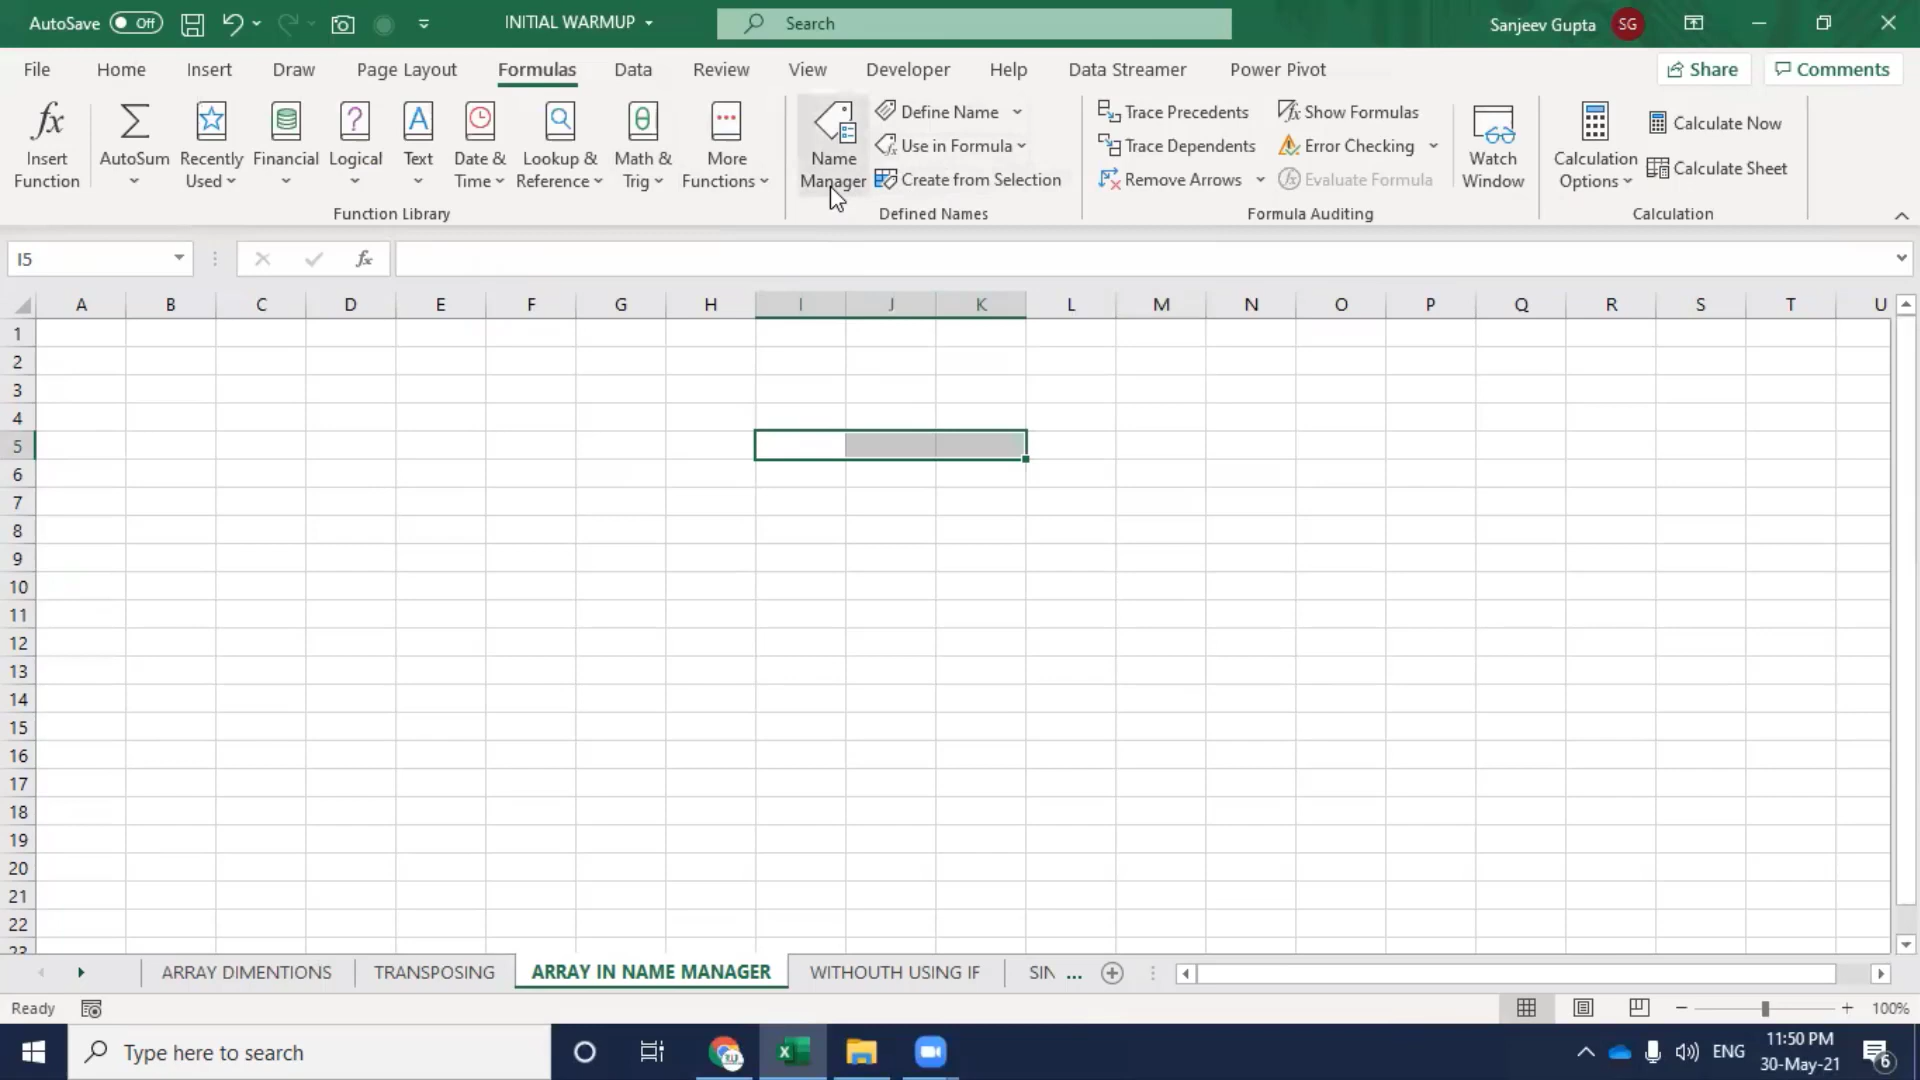 AutoSave Off INITIAL WARMUP Search Sanjeev Gupta SG
File Home Insert Draw Page Layout Formulas Data Review View Developer Help Data Streamer Power Pivot Share Comments
Insert Function
AutoSum
Recently Used
Financial
Logical
Text
Date & Time
Lookup & Reference
Math & Trig
More Functions
Function Library
Name Manager
Define Name
Use in Formula
Create from Selection
Defined Names
Trace Precedents
Trace Dependents
Remove Arrows
Show Formulas
Error Checking
Evaluate Formula
Formula Auditing
Watch Window
Calculation Options
Calculate Now
Calculate Sheet
Calculation
I5 fx
A B C D E F G H I J K L M N O P Q R S T U
1
2
3
4
5
6
7
8
9
10
11
12
13
14
15
16
17
18
19
20
21
22
23
ARRAY DIMENTIONS TRANSPOSING ARRAY IN NAME MANAGER WITHOUTH USING IF SIN ...
Ready 100%
Type here to search ENG 11:50 PM
30-May-21 6